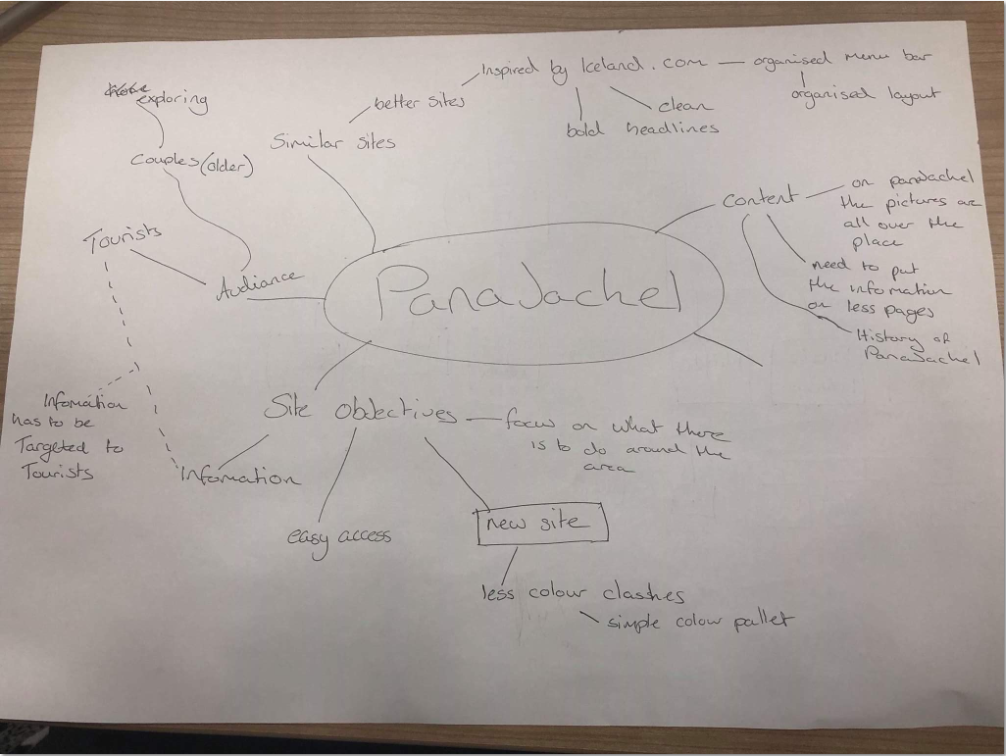 exploring
Couples (older)
Tourists
Audiance
Similar sites
better sites
Inspired by Iceland.com
organised menu bar
organised layout
clean
bold headlines
Content
on panaJachel
the pictures are
all over the
place
need to put
the information
on less pages
History of
PanaJachel
PanaJachel
Site obJectives
focus on what there
is to do around the
area
Infomation
has to be
Targeted to
Tourists
Infomation
easy access
new site
less colour clashes
simple colour pallet